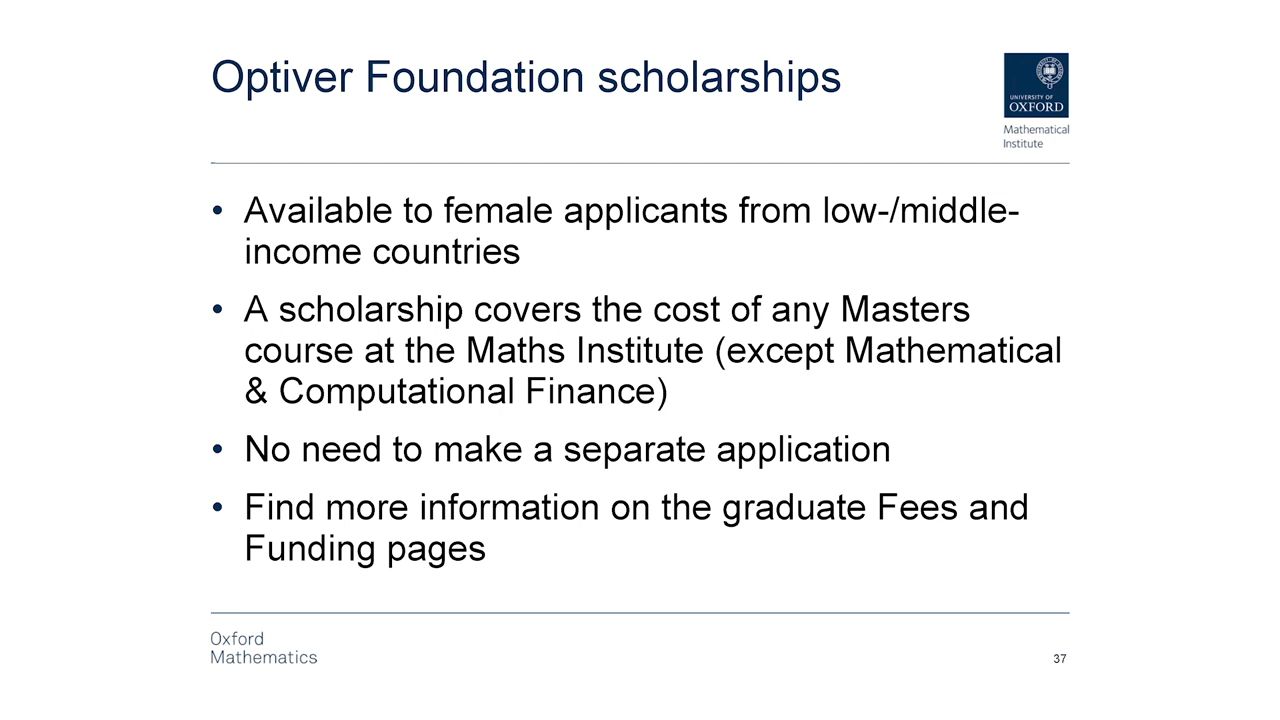 Optiver Foundation scholarships
UNIVERSITY OF
OXFORD
Mathematical
Institute
• Available to female applicants from low-/middle-
income countries
• A scholarship covers the cost of any Masters
course at the Maths Institute (except Mathematical
& Computational Finance)
• No need to make a separate application
• Find more information on the graduate Fees and
Funding pages
Oxford
Mathematics
37